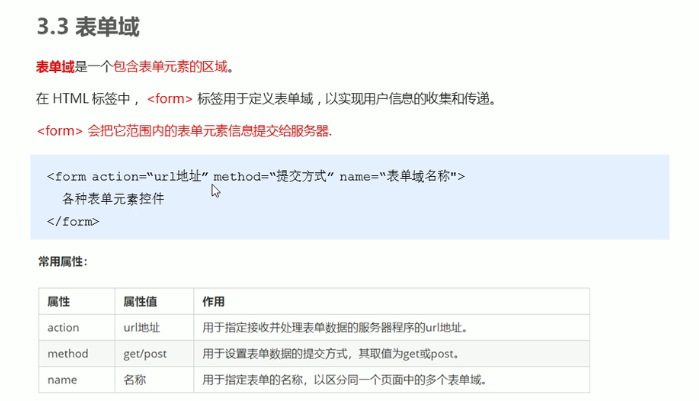 3.3 表单域
表单域是一个包含表单元素的区域。
在 HTML 标签中， <form> 标签用于定义表单域 , 以实现用户信息的收集和传递。
<form> 会把它范围内的表单元素信息提交给服务器.
<form action=“url地址” method=“提交方式” name=“表单域名称">
各种表单元素控件
</form>
常用属性：
属性 属性值 作用
action url地址 用于指定接收并处理表单数据的服务器程序的url地址。
method get/post 用于设置表单数据的提交方式，其取值为get或post。
name 名称 用于指定表单的名称，以区分同一个页面中的多个表单域。